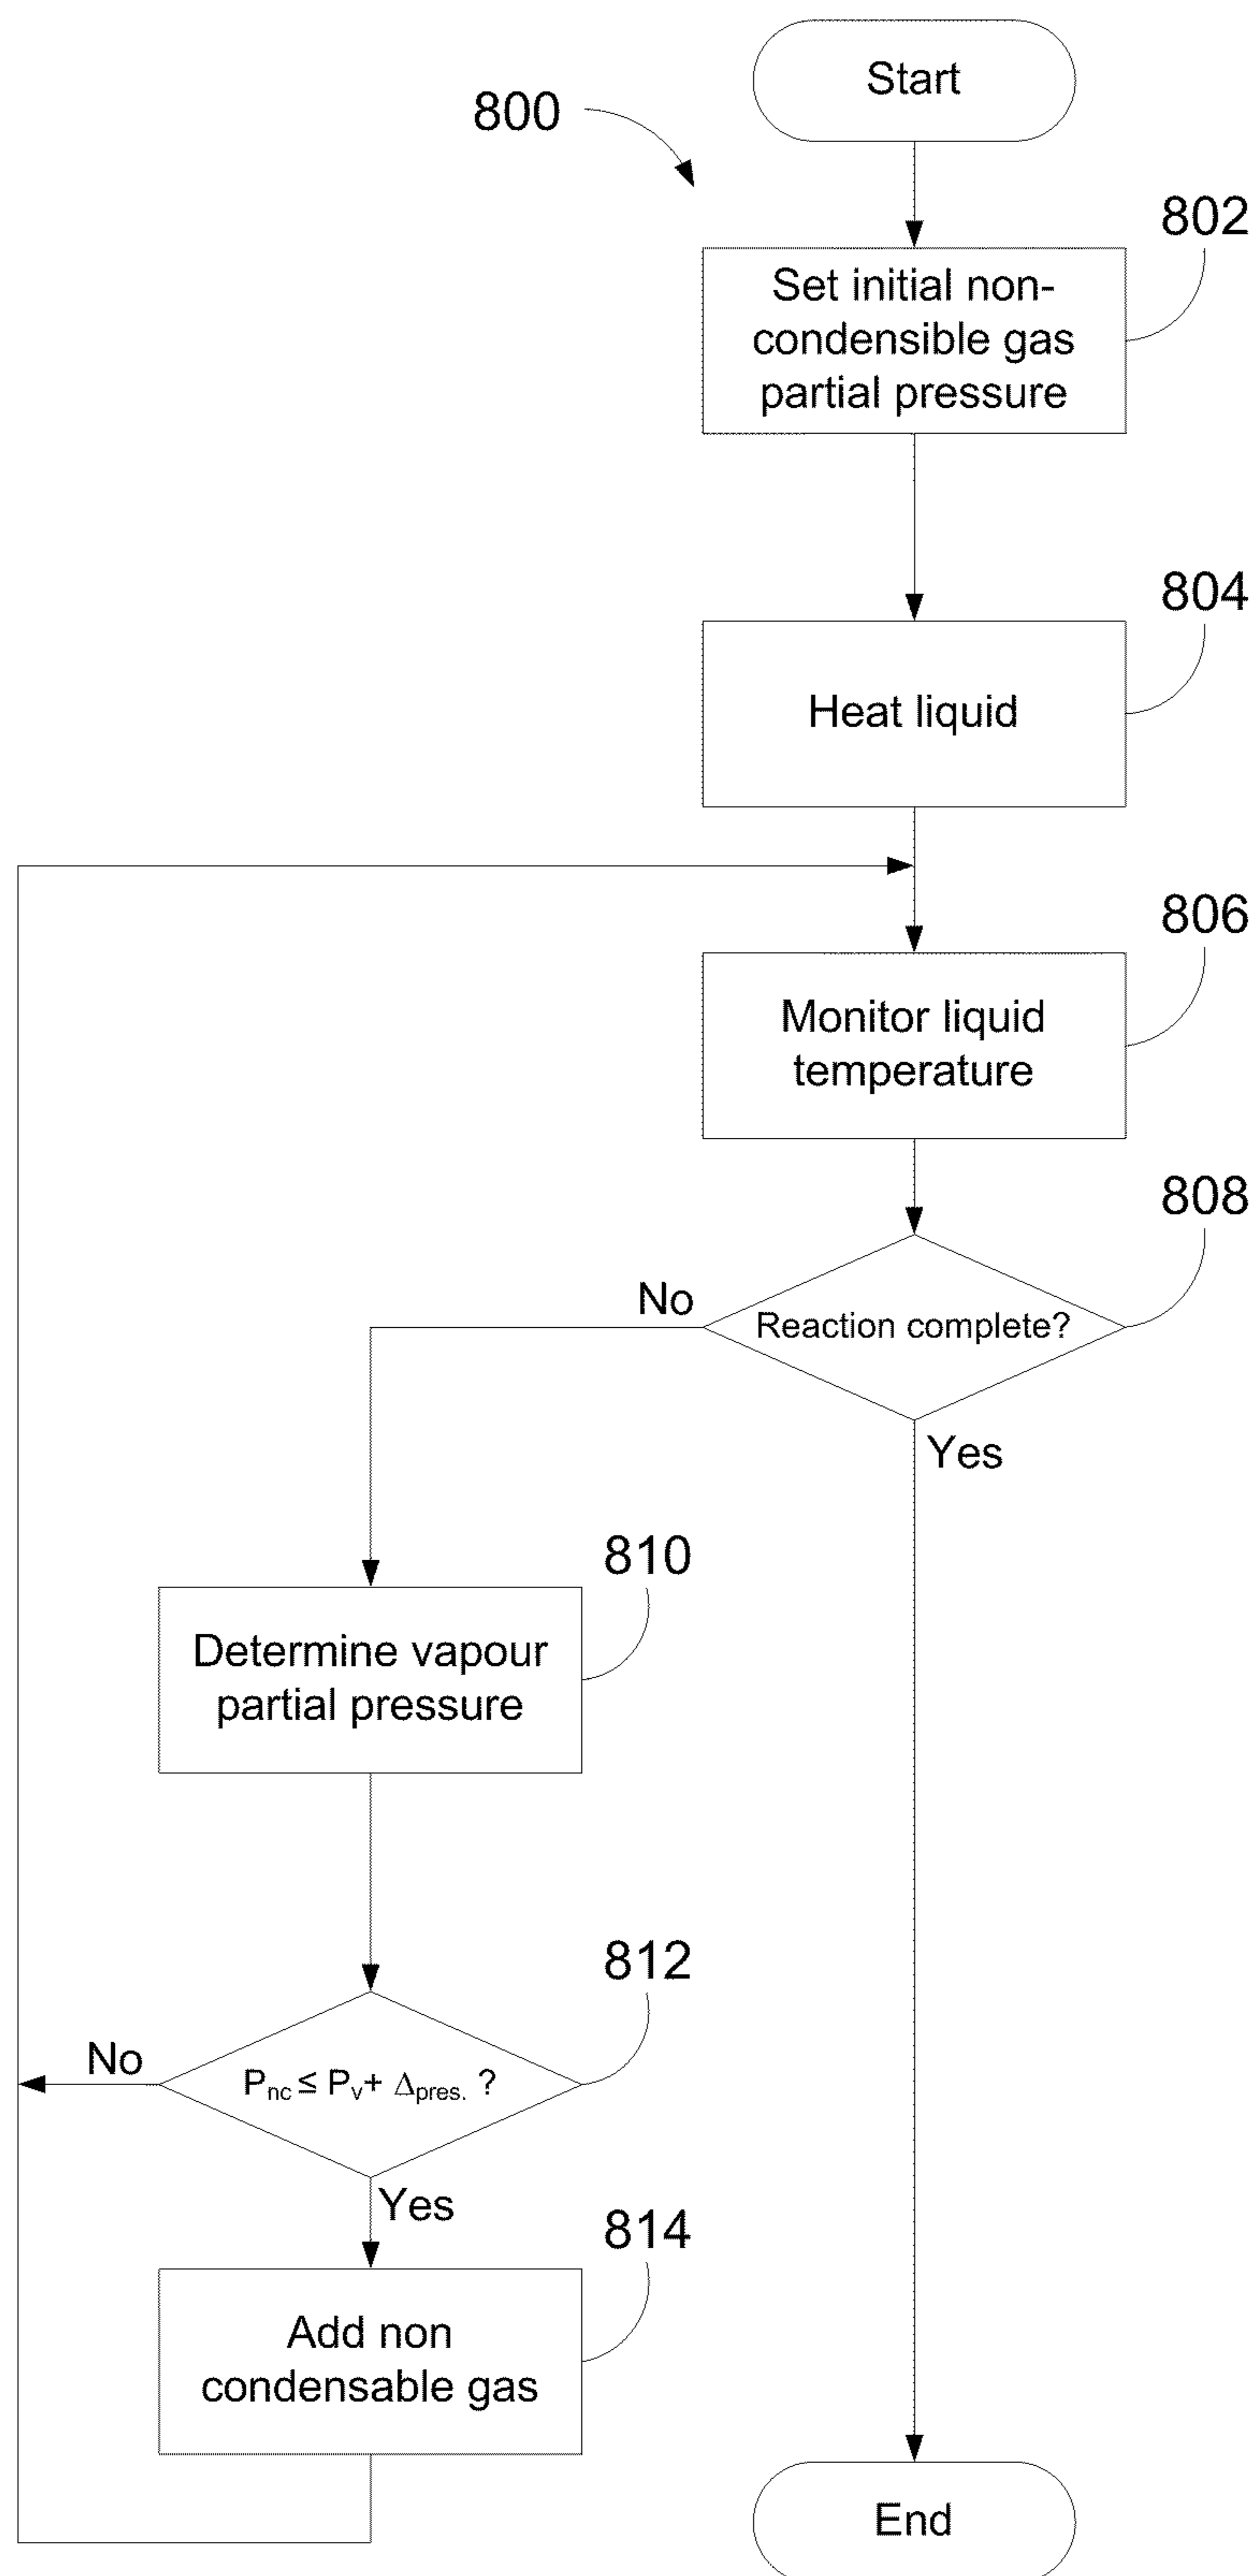 Start
800
802
Set initial non-
condensible gas
partial pressure
804
Heat liquid
806
Monitor liquid
temperature
808
No
Reaction complete?
Yes
810
Determine vapour
partial pressure
812
No
Pnc ≤ Pv+ Δpres. ?
Yes
814
Add non
condensable gas
End